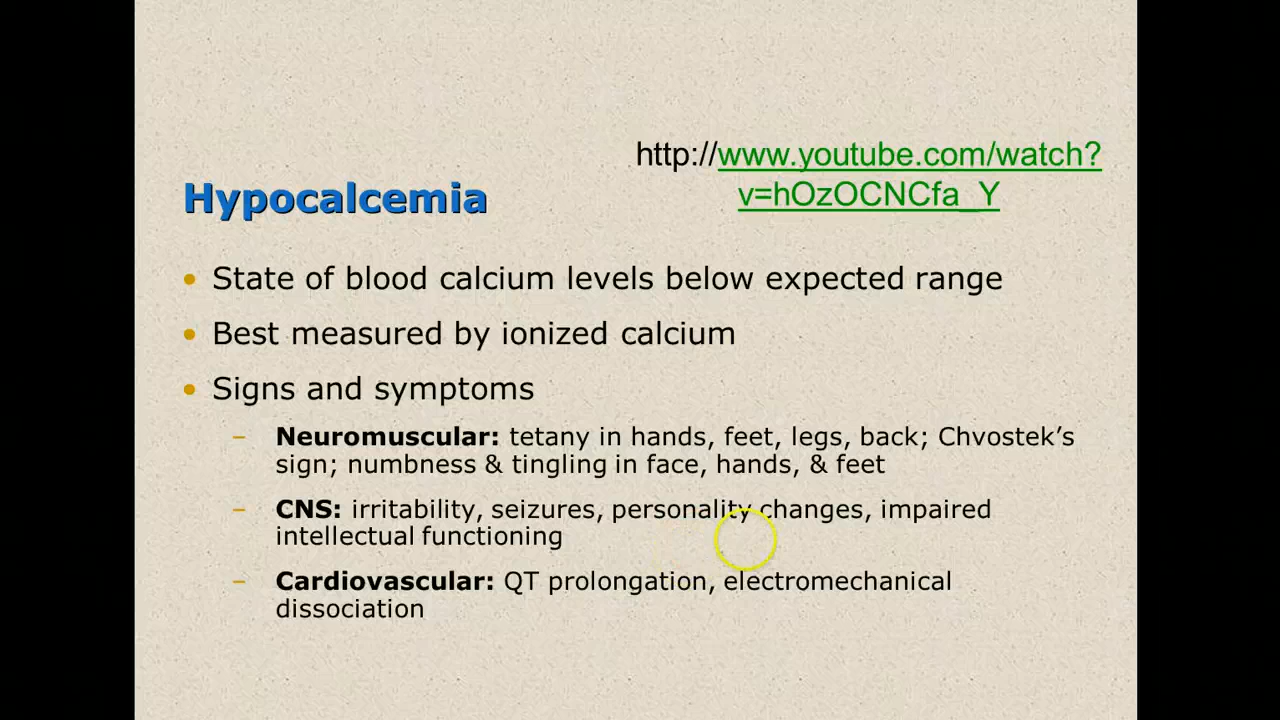 http://www.youtube.com/watch?
v=hOzOCNCfa_Y
Hypocalcemia
• State of blood calcium levels below expected range
• Best measured by ionized calcium
• Signs and symptoms
– Neuromuscular: tetany in hands, feet, legs, back; Chvostek's
sign; numbness & tingling in face, hands, & feet
– CNS: irritability, seizures, personality changes, impaired
intellectual functioning
– Cardiovascular: QT prolongation, electromechanical
dissociation